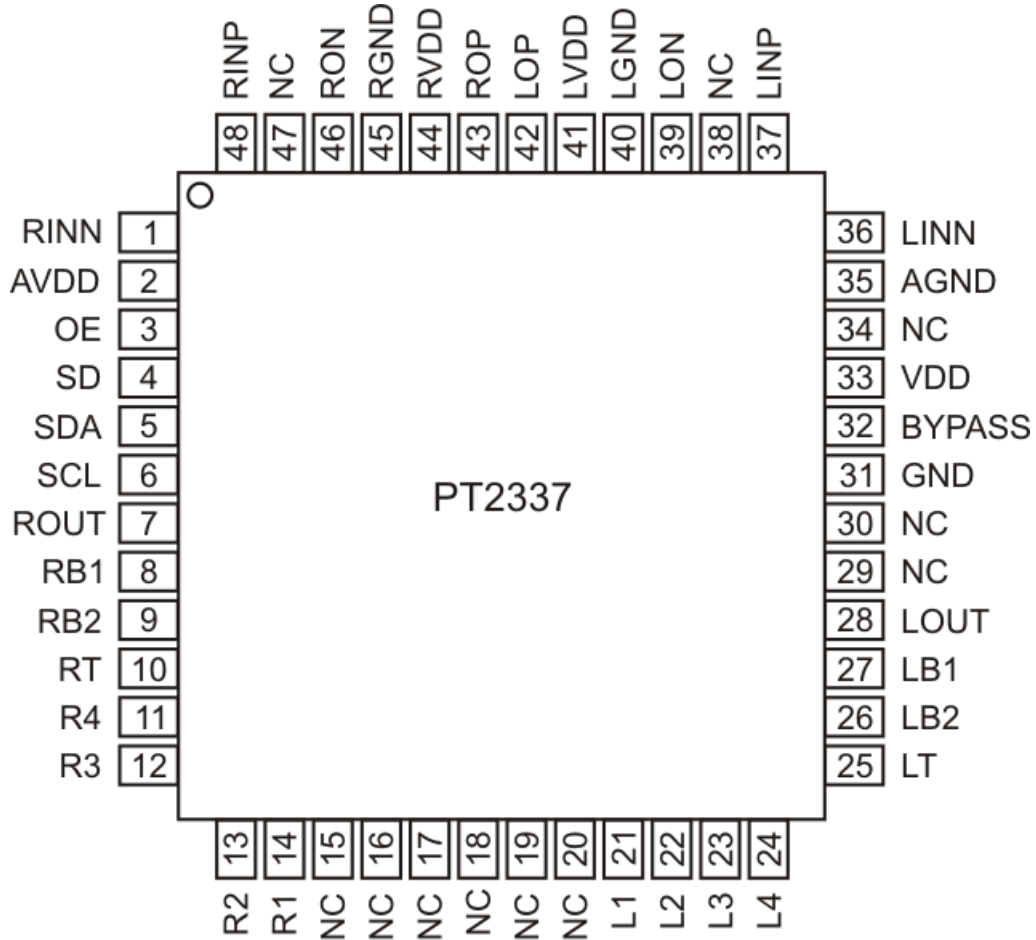 RINP NC RON RGND RVDD ROP LOP LVDD LGND LON NC LINP
48 47 46 45 44 43 42 41 40 39 38 37
RINN 1 36 LINN
AVDD 2 35 AGND
OE 3 34 NC
SD 4 33 VDD
SDA 5 32 BYPASS
SCL 6 31 GND
PT2337
ROUT 7 30 NC
RB1 8 29 NC
RB2 9 28 LOUT
RT 10 27 LB1
R4 11 26 LB2
R3 12 25 LT
13 14 15 16 17 18 19 20 21 22 23 24
R2 R1 NC NC NC NC NC NC L1 L2 L3 L4